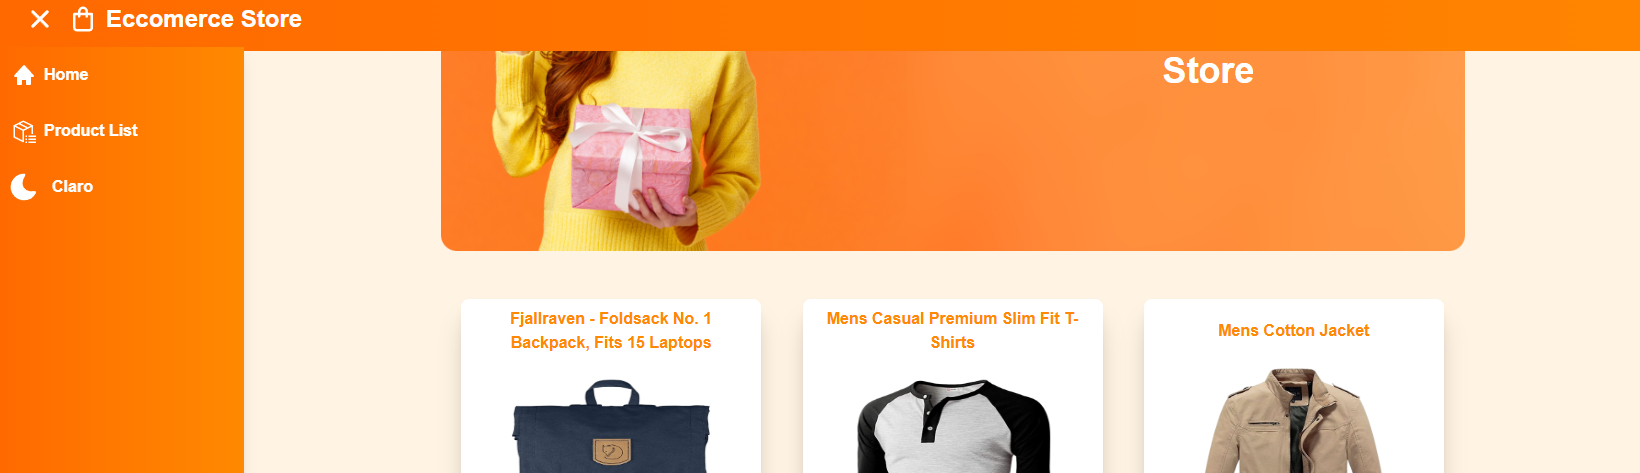 Eccomerce Store
Home
Product List
Claro
Store
Fjallraven - Foldsack No. 1
Backpack, Fits 15 Laptops
Mens Casual Premium Slim Fit T-
Shirts
Mens Cotton Jacket